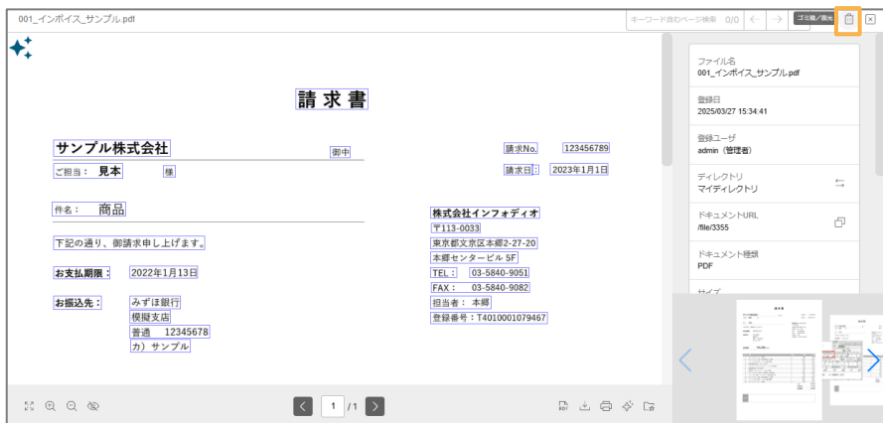 001_インボイス_サンプル.pdf
キーワード含むページ検索 0/0
ゴミ箱/復元
請求書
サンプル株式会社 御中
ご担当： 見本 様
件名： 商品
下記の通り、御請求申し上げます。
お支払期限： 2022年1月13日
お振込先： みずほ銀行
模擬支店
普通 12345678
カ）サンプル
請求No. 123456789
請求日： 2023年1月1日
株式会社インフォディオ
〒113-0033
東京都文京区本郷2-27-20
本郷センタービル 5F
TEL： 03-5840-9051
FAX： 03-5840-9082
担当者： 本郷
登録番号：T4010001079467
ファイル名
001_インボイス_サンプル.pdf
登録日
2025/03/27 15:34:41
登録ユーザ
admin（管理者）
ディレクトリ
マイディレクトリ
ドキュメントURL
/file/3355
ドキュメント種類
PDF
サイズ
1 /1